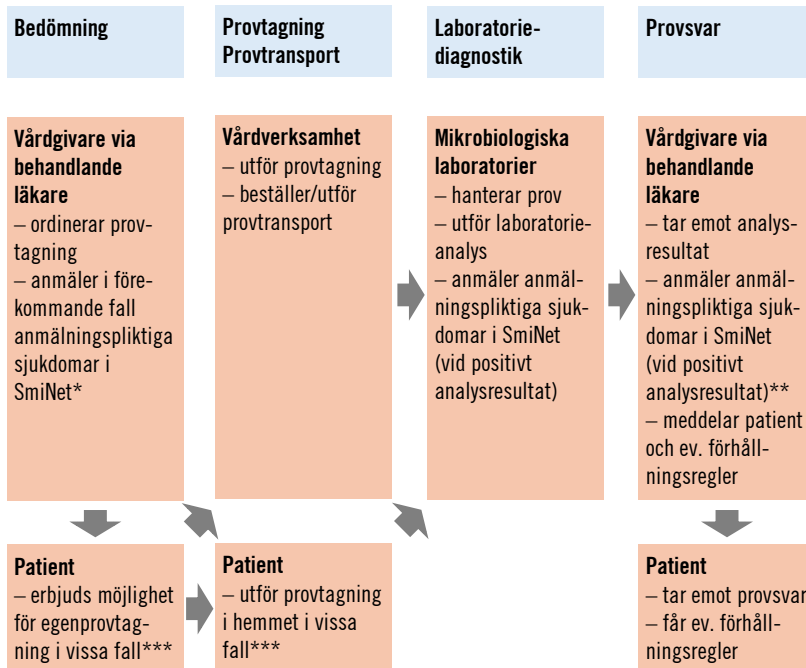 Bedömning
Provtagning
Provtransport
Laboratorie-
diagnostik
Provsvar
Vårdgivare via
behandlande
läkare
– ordinerar prov-
tagning
– anmäler i före-
kommande fall
anmälningspliktiga
sjukdomar i
SmiNet*
Vårdverksamhet
– utför provtagning
– beställer/utför
provtransport
Mikrobiologiska
laboratorier
– hanterar prov
– utför laboratorie-
analys
– anmäler anmäl-
ningspliktiga sjuk-
domar i SmiNet
(vid positivt
analysresultat)
Vårdgivare via
behandlande
läkare
– tar emot analys-
resultat
– anmäler anmäl-
ningspliktiga sjuk-
domar i SmiNet
(vid positivt
analysresultat)**
– meddelar patient
och ev. förhåll-
ningsregler
Patient
– erbjuds möjlighet
för egenprovtag-
ning i vissa fall***
Patient
– utför provtagning
i hemmet i vissa
fall***
Patient
– tar emot provsvar
– får ev. förhåll-
ningsregler